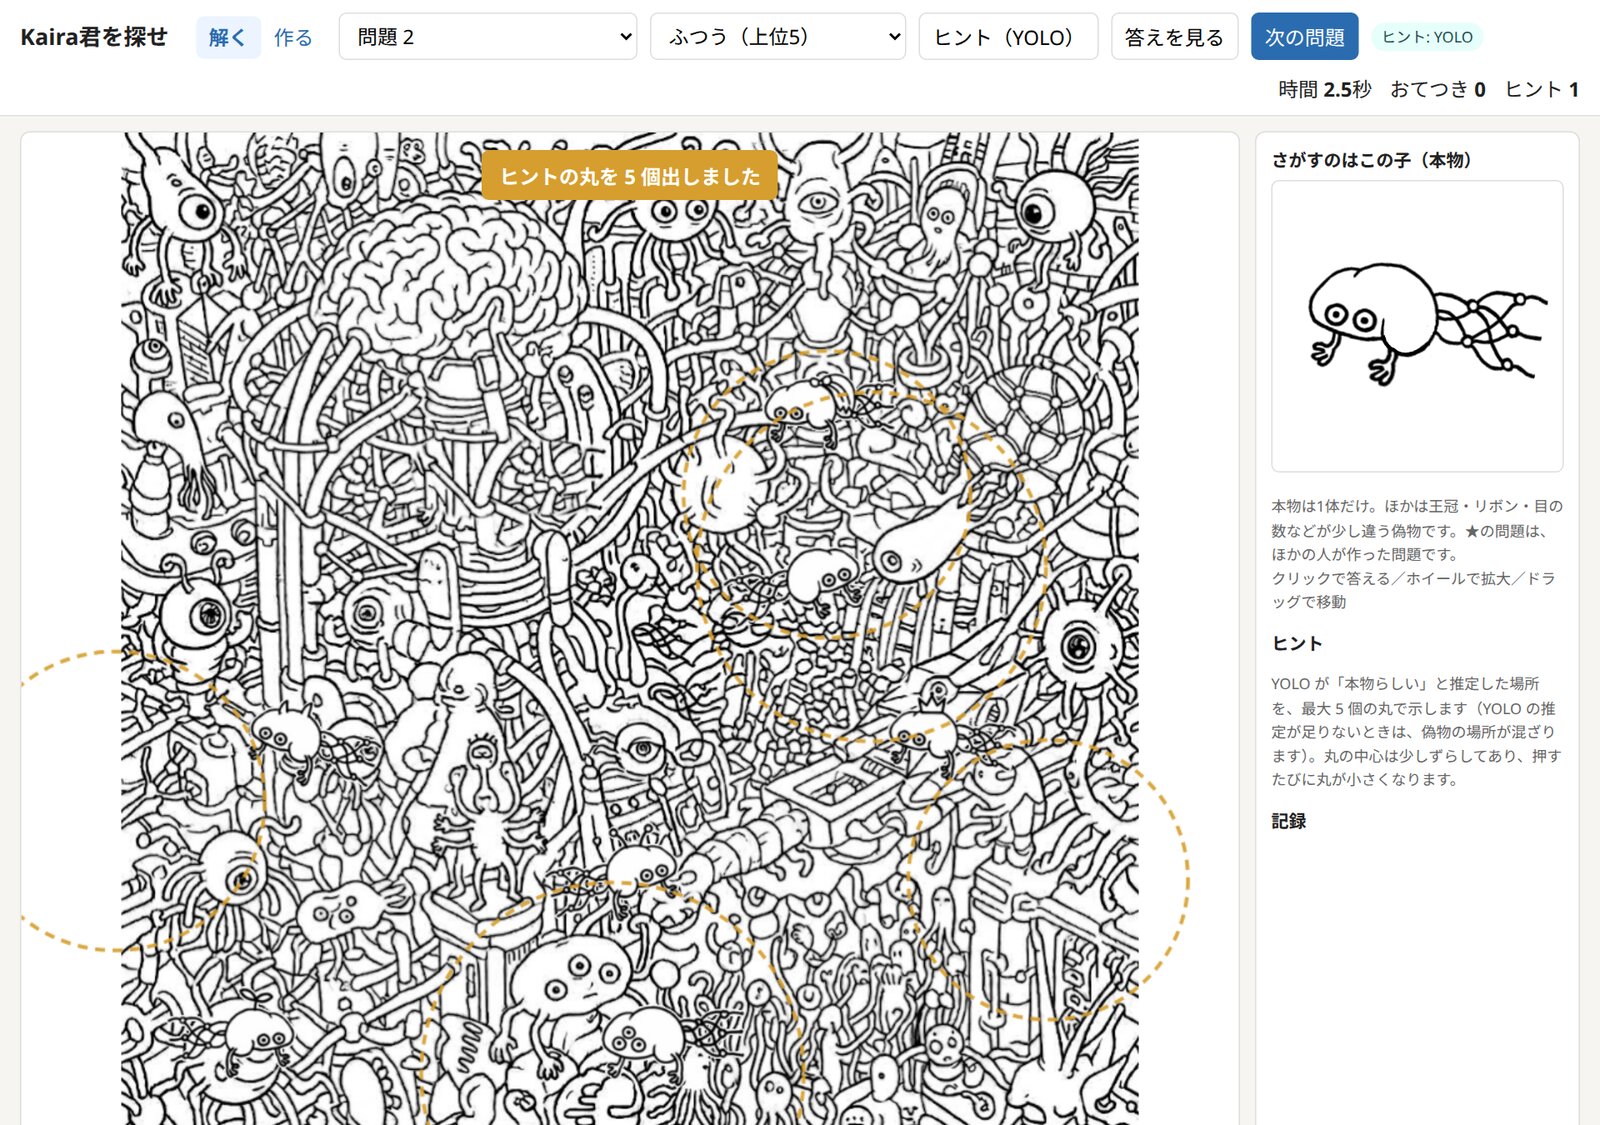 Kaira君を探せ
解く
作る
問題 2
ふつう（上位5）
ヒント（YOLO）
答えを見る
次の問題
ヒント: YOLO
時間 2.5秒 おてつき 0 ヒント 1
ヒントの丸を 5 個出しました
さがすのはこの子（本物）
本物は1体だけ。ほかは王冠・リボン・目の
数などが少し違う偽物です。★の問題は、
ほかの人が作った問題です。
クリックで答える／ホイールで拡大／ドラ
ッグで移動
ヒント
YOLO が「本物らしい」と推定した場所
を、最大 5 個の丸で示します（YOLO の推
定が足りないときは、偽物の場所が混ざり
ます）。丸の中心は少しずらしてあり、押す
たびに丸が小さくなります。
記録